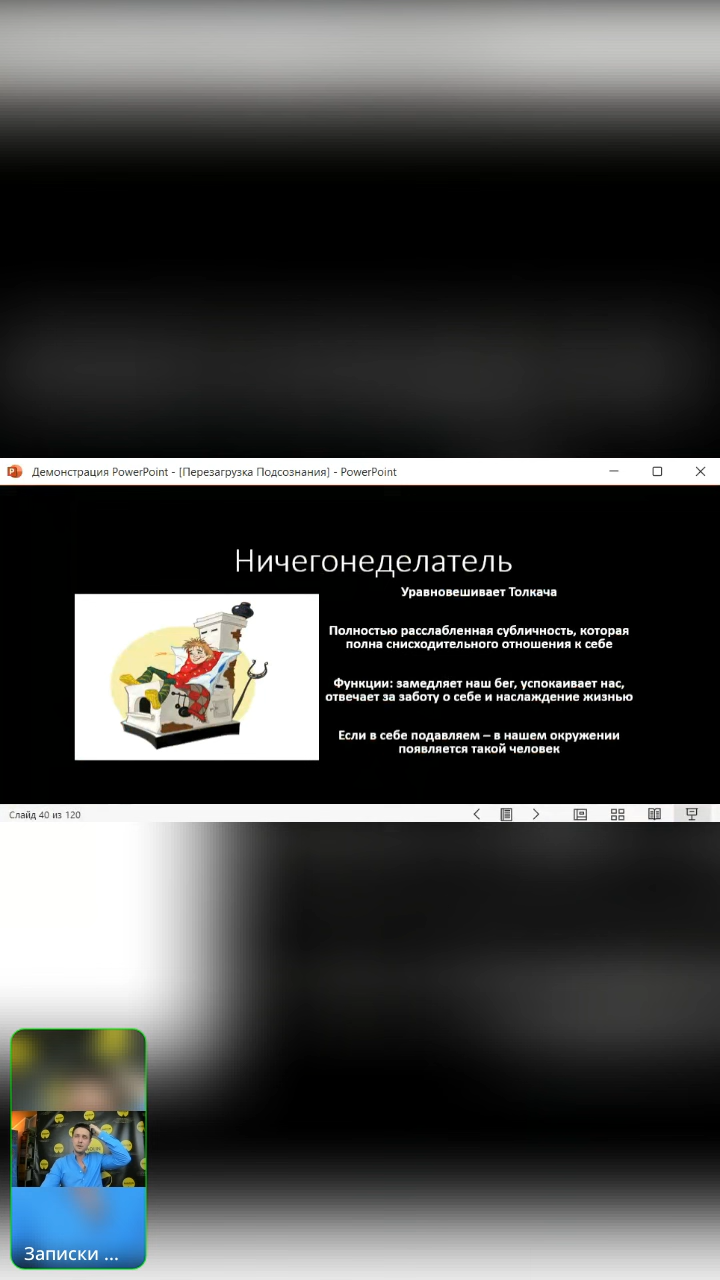 Демонстрация PowerPoint - [Перезагрузка Подсознания] - PowerPoint
Ничегонеделатель
Уравновешивает Толкача
Полностью расслабленная субличность, которая
полна снисходительного отношения к себе
Функции: замедляет наш бег, успокаивает нас,
отвечает за заботу о себе и наслаждение жизнью
Если в себе подавляем – в нашем окружении
появляется такой человек
Слайд 40 из 120
Записки ...